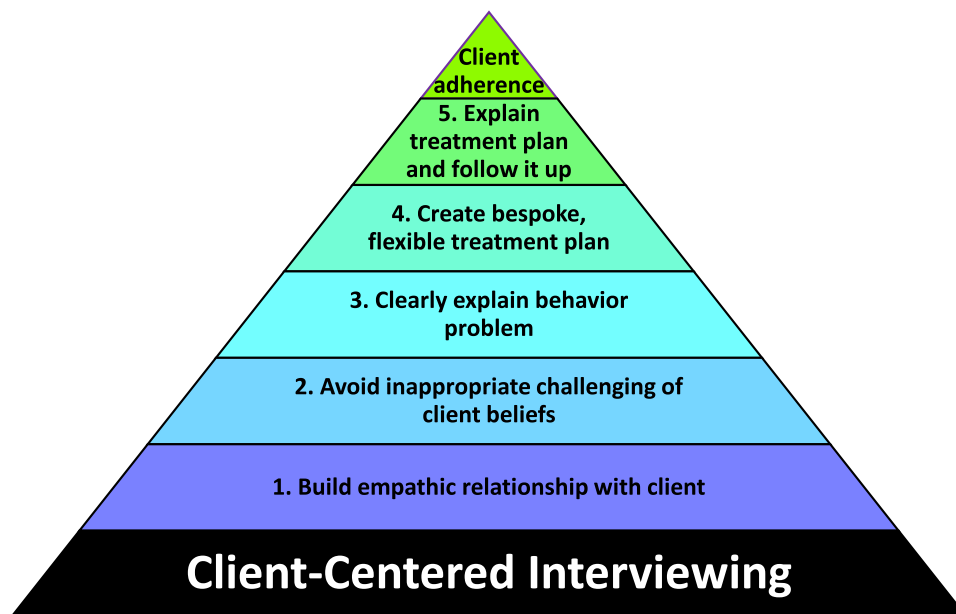 Client
adherence
5. Explain
treatment plan
and follow it up
4. Create bespoke,
flexible treatment plan
3. Clearly explain behavior
problem
2. Avoid inappropriate challenging of
client beliefs
1. Build empathic relationship with client
Client-Centered Interviewing